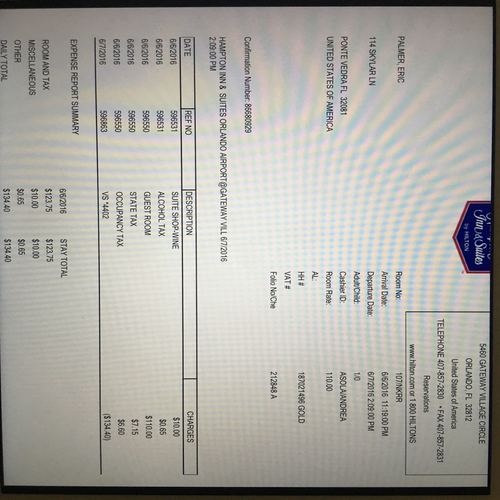 Inn & Suites
by HILTON
5460 GATEWAY VILLAGE CIRCLE
ORLANDO, FL 32812
United States of America
TELEPHONE 407-857-2830 • FAX 407-857-2831
Reservations
www.hilton.com or 1 800 HILTONS
PALMER, ERIC
114 SKYLAR LN
PONTE VEDRA FL 32081
UNITED STATES OF AMERICA
Room No: 107/NKRR
Arrival Date: 6/6/2016 11:19:00 PM
Departure Date: 6/7/2016 2:09:00 PM
Adult/Child: 1/0
Cashier ID: ASOLA/ANDREA
Room Rate: 110.00
AL:
HH # 187021496 GOLD
VAT #
Folio No/Che 212848 A
Confirmation Number: 86680929
HAMPTON INN & SUITES ORLANDO AIRPORT@GATEWAY VILL 6/7/2016
2:09:00 PM
DATE REF NO DESCRIPTION CHARGES
6/6/2016 596531 SUITE SHOP-WINE $10.00
6/6/2016 596531 ALCOHOL TAX $0.65
6/6/2016 596550 GUEST ROOM $110.00
6/6/2016 596550 STATE TAX $7.15
6/6/2016 596550 OCCUPANCY TAX $6.60
6/7/2016 596863 VS *4402 ($134.40)
EXPENSE REPORT SUMMARY
6/6/2016 STAY TOTAL
ROOM AND TAX $123.75 $123.75
MISCELLANEOUS $10.00 $10.00
OTHER $0.65 $0.65
DAILY TOTAL $134.40 $134.40